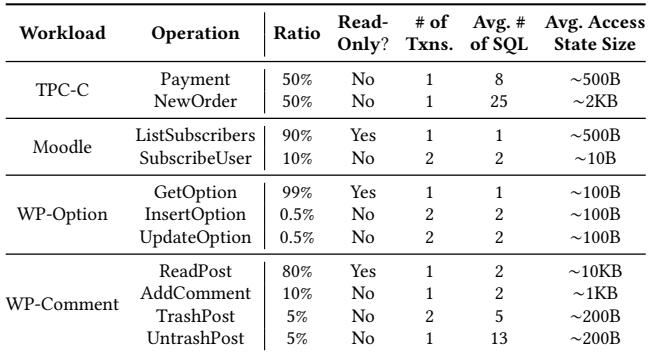 Workload Operation Ratio Read-Only? # of Txns. Avg. # of SQL Avg. Access State Size
TPC-C Payment 50% No 1 8 ~500B
NewOrder 50% No 1 25 ~2KB
Moodle ListSubscribers 90% Yes 1 1 ~500B
SubscribeUser 10% No 2 2 ~10B
WP-Option GetOption 99% Yes 1 1 ~100B
InsertOption 0.5% No 2 2 ~100B
UpdateOption 0.5% No 2 2 ~100B
WP-Comment ReadPost 80% Yes 1 2 ~10KB
AddComment 10% No 1 2 ~1KB
TrashPost 5% No 2 5 ~200B
UntrashPost 5% No 1 13 ~200B